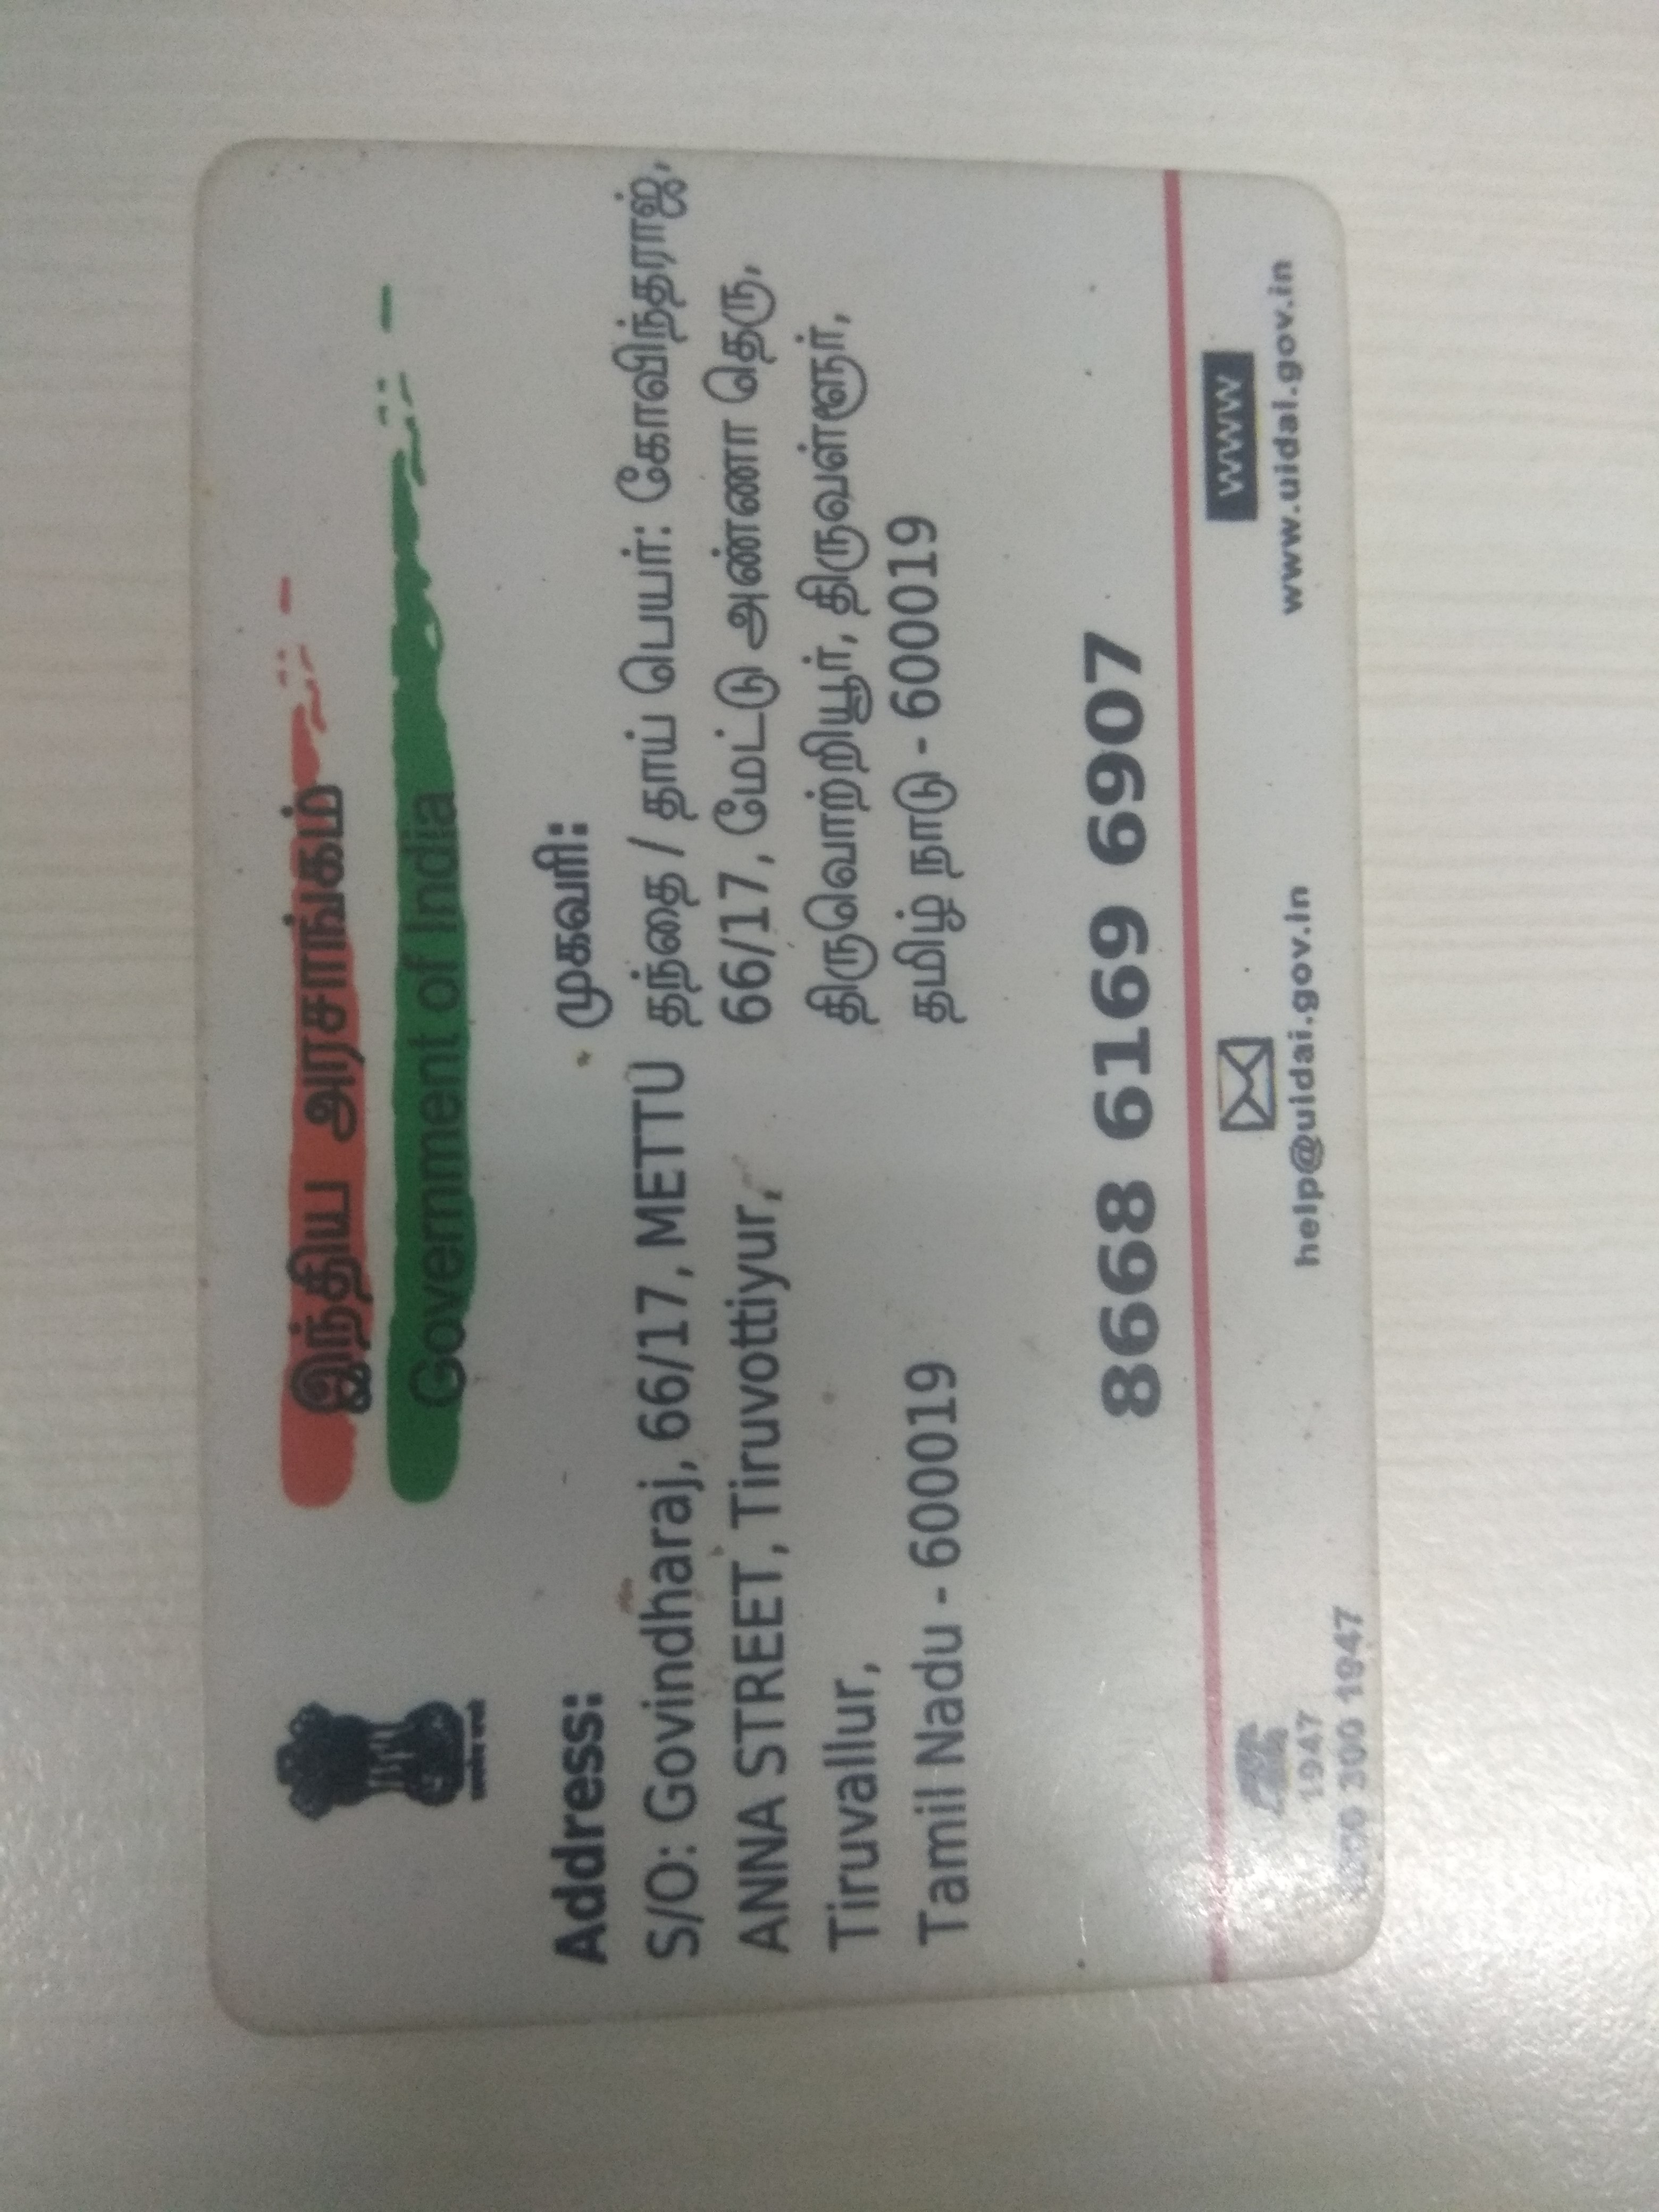 இந்திய அரசாங்கம்
Government of India
Address:
S/O: Govindharaj, 66/17, METTU
ANNA STREET, Tiruvottiyur,
Tiruvallur,
Tamil Nadu - 600019
முகவரி:
தந்தை / தாய் பெயர்: கோவிந்தராஜ்,
66/17, மேட்டு அண்ணா தெரு,
திருவொற்றியூர், திருவள்ளூர்,
தமிழ் நாடு - 600019
8668 6169 6907
1947
300 1947
help@uidai.gov.in
WWW
www.uidai.gov.in